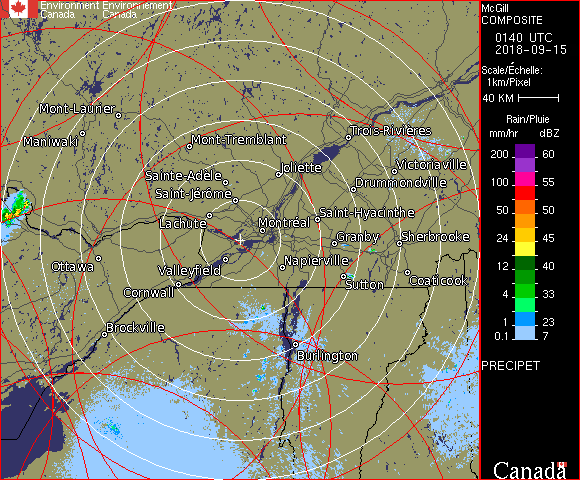 Environment Environnement
Canada Canada
McGill
COMPOSITE
0140 UTC
2018-09-15
Scale/Échelle:
1km/Pixel
40 KM
Rain/Pluie
mm/hr dBZ
200 60
100 55
50 50
24 45
12 40
4 33
1 23
0.1 7
PRECIPET
Canada
Mont-Laurier
Maniwaki
Mont-Tremblant
Trois-Rivières
Sainte-Adèle
Joliette
Victoriaville
Saint-Jérôme
Drummondville
Lachute
Montréal
Saint-Hyacinthe
Granby
Sherbrooke
Ottawa
Valleyfield
Napierville
Cornwall
Sutton
Coaticook
Brockville
Burlington